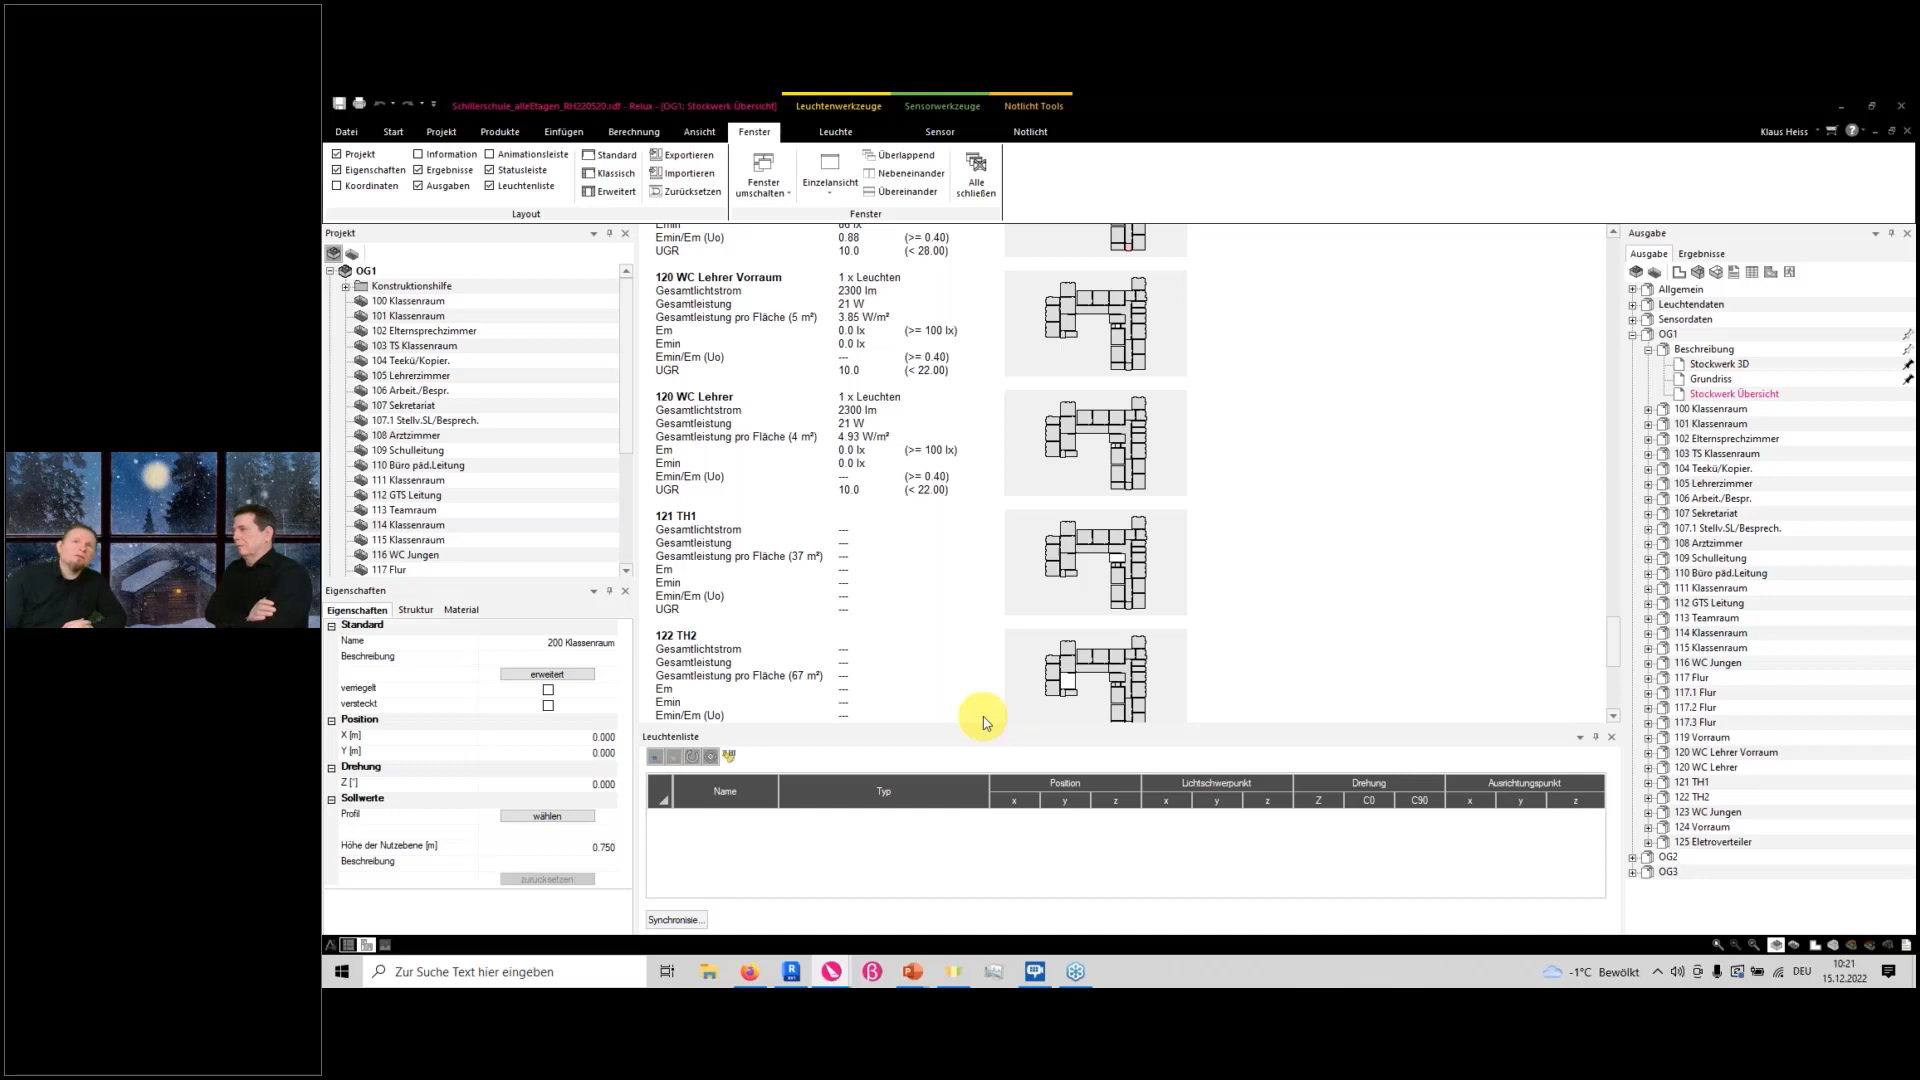 Schillerschule_alleEtagen_RH220520.rdf - Relux - [OG1: Stockwerk Übersicht]
Leuchtenwerkzeuge
Sensorwerkzeuge
Notlicht Tools
Datei
Start
Projekt
Produkte
Einfügen
Berechnung
Ansicht
Fenster
Leuchte
Sensor
Notlicht
Klaus Heiss
Projekt
Information
Animationsleiste
Eigenschaften
Ergebnisse
Statusleiste
Koordinaten
Ausgaben
Leuchtenliste
Standard
Klassisch
Erweitert
Exportieren
Importieren
Zurücksetzen
Layout
Fenster
umschalten
Einzelansicht
Überlappend
Nebeneinander
Übereinander
Alle
schließen
Fenster
Projekt
OG1
Konstruktionshilfe
100 Klassenraum
101 Klassenraum
102 Elternsprechzimmer
103 TS Klassenraum
104 Teekü/Kopier.
105 Lehrerzimmer
106 Arbeit./Bespr.
107 Sekretariat
107.1 Stellv.SL/Besprech.
108 Arztzimmer
109 Schulleitung
110 Büro päd.Leitung
111 Klassenraum
112 GTS Leitung
113 Teamraum
114 Klassenraum
115 Klassenraum
116 WC Jungen
117 Flur
Eigenschaften
Eigenschaften Struktur Material
Standard
Name 200 Klassenraum
Beschreibung
erweitert
verriegelt
versteckt
Position
X [m] 0.000
Y [m] 0.000
Drehung
Z [°] 0.000
Sollwerte
Profil wählen
Höhe der Nutzebene [m] 0.750
Beschreibung
zurücksetzen
Emin 86 lx
Emin/Em (Uo) 0.88 (>= 0.40)
UGR 10.0 (< 28.00)
120 WC Lehrer Vorraum 1 x Leuchten
Gesamtlichtstrom 2300 lm
Gesamtleistung 21 W
Gesamtleistung pro Fläche (5 m²) 3.85 W/m²
Em 0.0 lx (>= 100 lx)
Emin 0.0 lx
Emin/Em (Uo) --- (>= 0.40)
UGR 10.0 (< 22.00)
120 WC Lehrer 1 x Leuchten
Gesamtlichtstrom 2300 lm
Gesamtleistung 21 W
Gesamtleistung pro Fläche (4 m²) 4.93 W/m²
Em 0.0 lx (>= 100 lx)
Emin 0.0 lx
Emin/Em (Uo) --- (>= 0.40)
UGR 10.0 (< 22.00)
121 TH1
Gesamtlichtstrom ---
Gesamtleistung ---
Gesamtleistung pro Fläche (37 m²) ---
Em ---
Emin ---
Emin/Em (Uo) ---
UGR ---
122 TH2
Gesamtlichtstrom ---
Gesamtleistung ---
Gesamtleistung pro Fläche (67 m²) ---
Em ---
Emin ---
Emin/Em (Uo) ---
Leuchtenliste
Name Typ Position Lichtschwerpunkt Drehung Ausrichtungspunkt
x y z x y z Z C0 C90 x y z
Synchronisie...
Ausgabe
Ausgabe Ergebnisse
Allgemein
Leuchtendaten
Sensordaten
OG1
Beschreibung
Stockwerk 3D
Grundriss
Stockwerk Übersicht
100 Klassenraum
101 Klassenraum
102 Elternsprechzimmer
103 TS Klassenraum
104 Teekü/Kopier.
105 Lehrerzimmer
106 Arbeit./Bespr.
107 Sekretariat
107.1 Stellv.SL/Besprech.
108 Arztzimmer
109 Schulleitung
110 Büro päd.Leitung
111 Klassenraum
112 GTS Leitung
113 Teamraum
114 Klassenraum
115 Klassenraum
116 WC Jungen
117 Flur
117.1 Flur
117.2 Flur
117.3 Flur
119 Vorraum
120 WC Lehrer Vorraum
120 WC Lehrer
121 TH1
122 TH2
123 WC Jungen
124 Vorraum
125 Eletroverteiler
OG2
OG3
Zur Suche Text hier eingeben
-1°C Bewölkt
DEU
10:21
15.12.2022